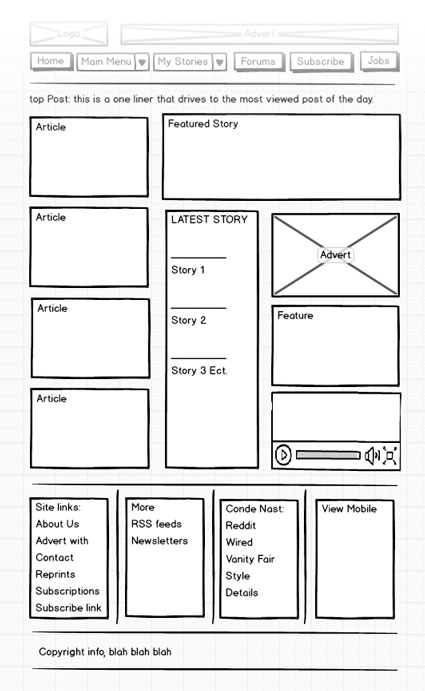 Logo
Advert
Home
Main Menu
My Stories
Forums
Subscribe
Jobs
top Post: this is a one liner that drives to the most viewed post of the day.
Article
Featured Story
Article
LATEST STORY
Story 1
Story 2
Story 3 Ect.
Advert
Article
Feature
Article
Site links:
About Us
Advert with
Contact
Reprints
Subscriptions
Subscribe link
More
RSS feeds
Newsletters
Conde Nast:
Reddit
Wired
Vanity Fair
Style
Details
View Mobile
Copyright info, blah blah blah